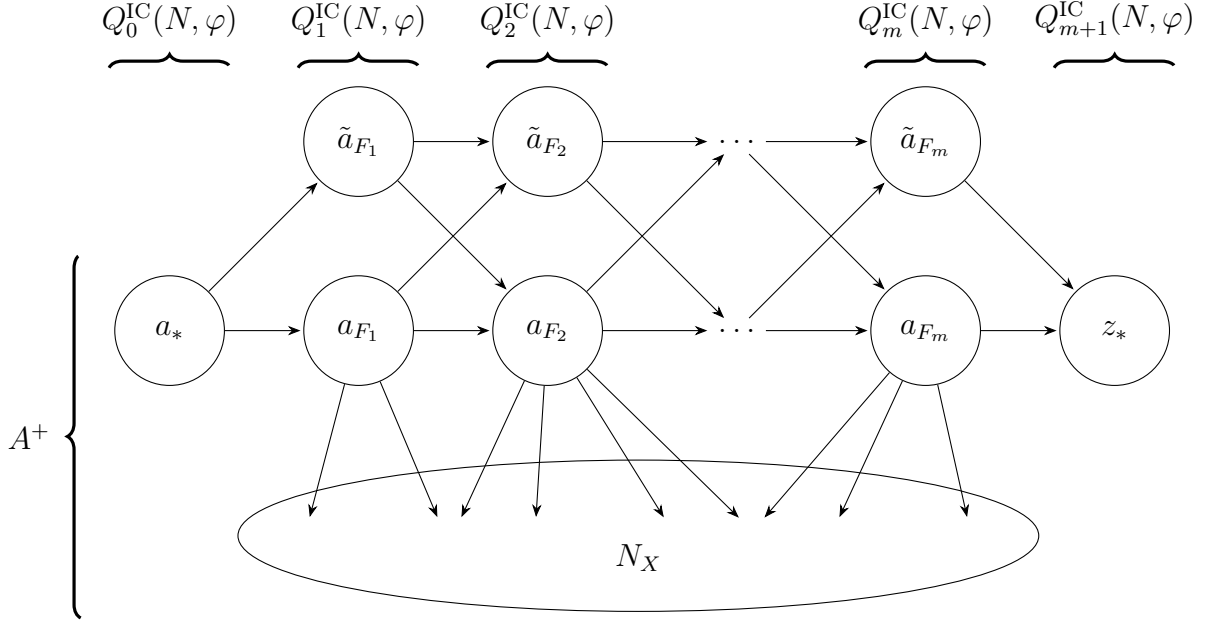 Q_0^{IC}(N, φ) Q_1^{IC}(N, φ) Q_2^{IC}(N, φ) Q_m^{IC}(N, φ) Q_{m+1}^{IC}(N, φ)
ã_{F_1} ã_{F_2} ··· ã_{F_m}
a_* a_{F_1} a_{F_2} ··· a_{F_m} z_*
A^+
N_X